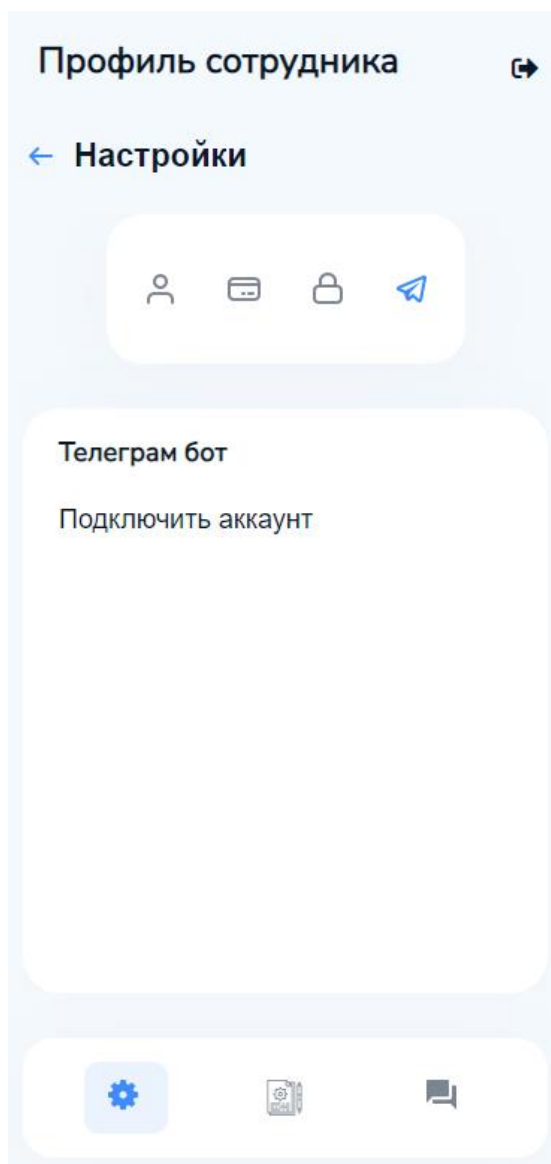 Профиль сотрудника
Настройки
Телеграм бот
Подключить аккаунт